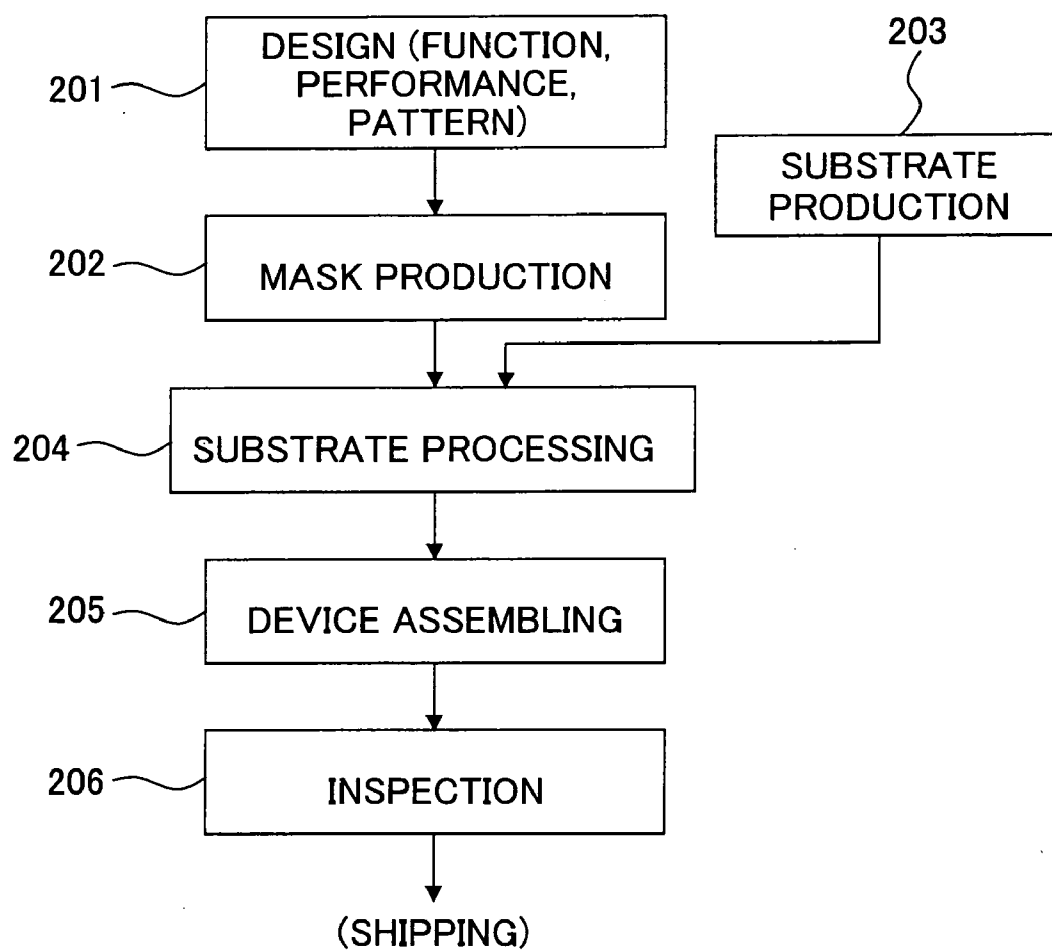 203
201
DESIGN (FUNCTION,
PERFORMANCE,
PATTERN)
SUBSTRATE
PRODUCTION
202
MASK PRODUCTION
204
SUBSTRATE PROCESSING
205
DEVICE ASSEMBLING
206
INSPECTION
(SHIPPING)